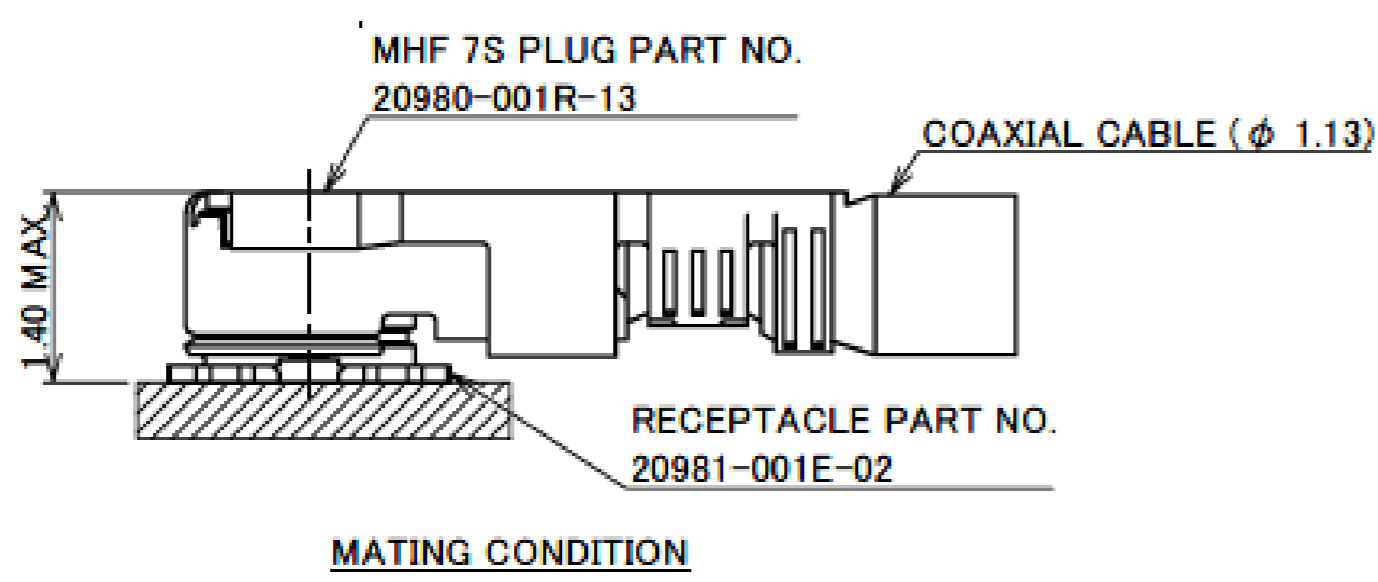 MHF 7S PLUG PART NO.
20980-001R-13
COAXIAL CABLE (ϕ 1.13)
1.40 MAX
RECEPTACLE PART NO.
20981-001E-02
MATING CONDITION